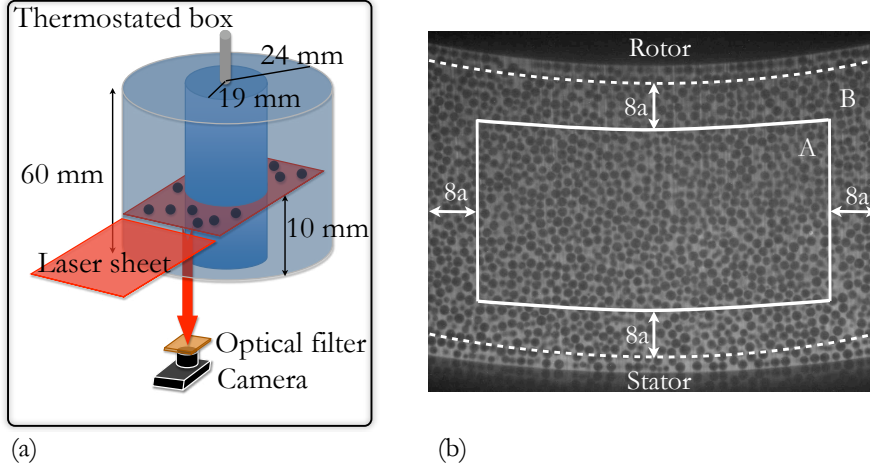 Thermostated box
24 mm
19 mm
60 mm
10 mm
Laser sheet
Optical filter
Camera
(a)
Rotor
8a
B
A
8a
8a
8a
Stator
(b)